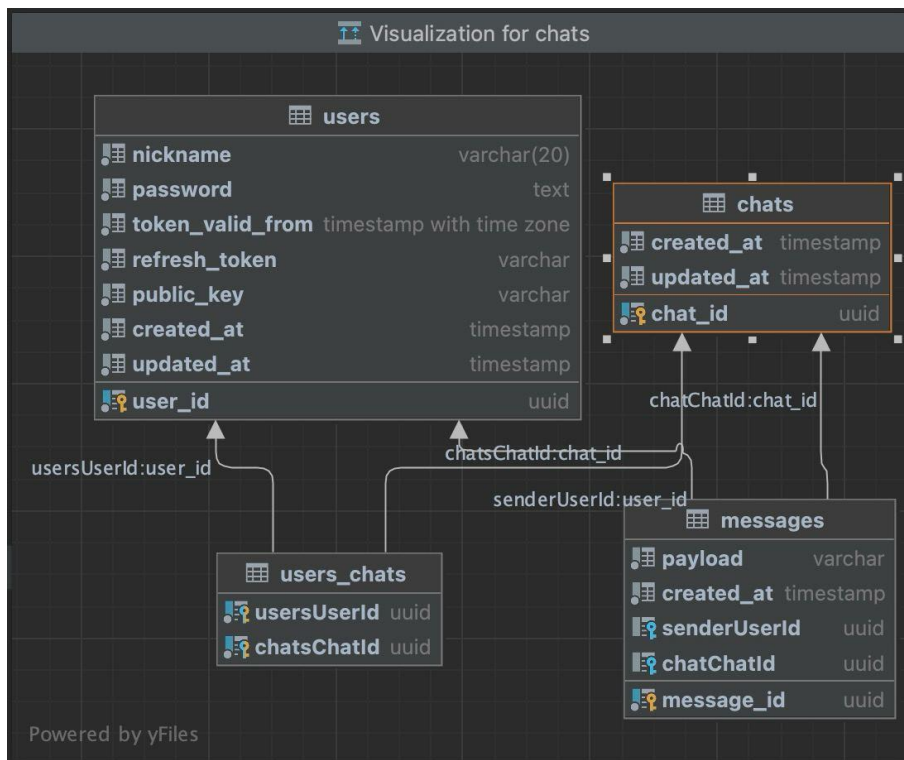 Visualization for chats
users
nickname varchar(20)
password text
token_valid_from timestamp with time zone
refresh_token varchar
public_key varchar
created_at timestamp
updated_at timestamp
user_id uuid
chats
created_at timestamp
updated_at timestamp
chat_id uuid
chatChatId:chat_id
usersUserId:user_id
chatsChatId:chat_id
senderUserId:user_id
users_chats
usersUserId uuid
chatsChatId uuid
messages
payload varchar
created_at timestamp
senderUserId uuid
chatChatId uuid
message_id uuid
Powered by yFiles